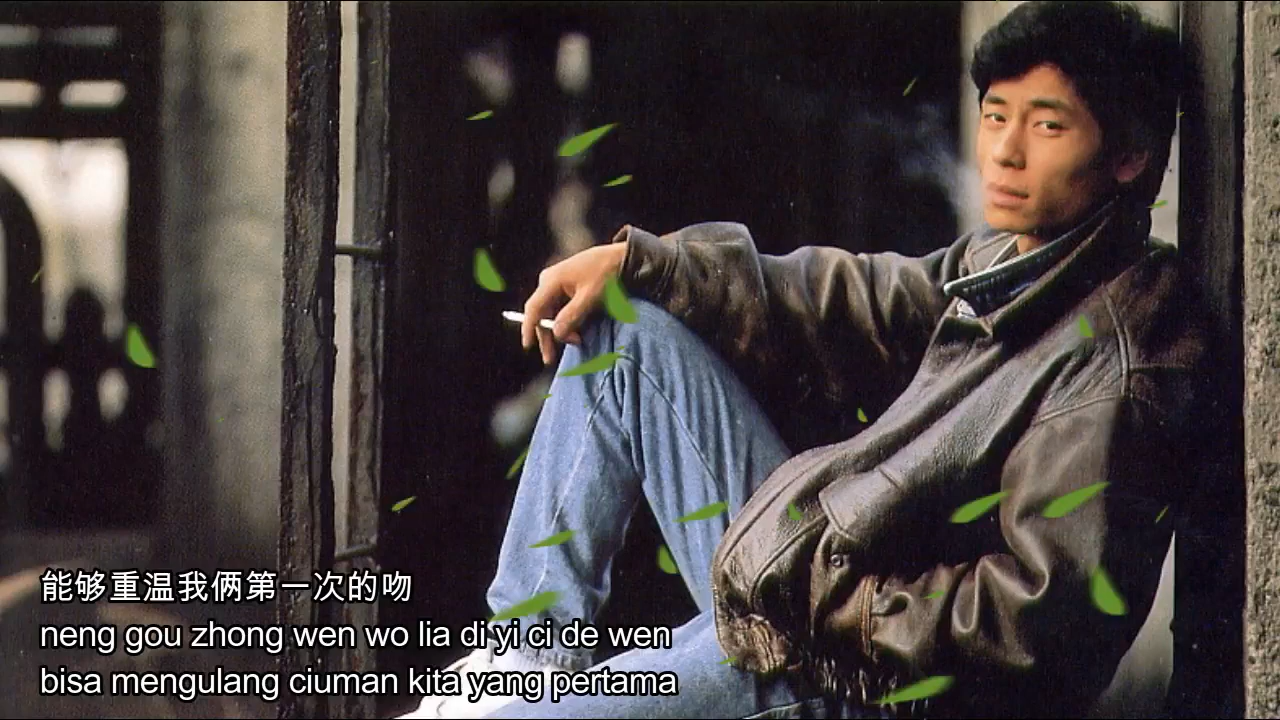 能够重温我俩第一次的吻
neng gou zhong wen wo lia di yi ci de wen
bisa mengulang ciuman kita yang pertama